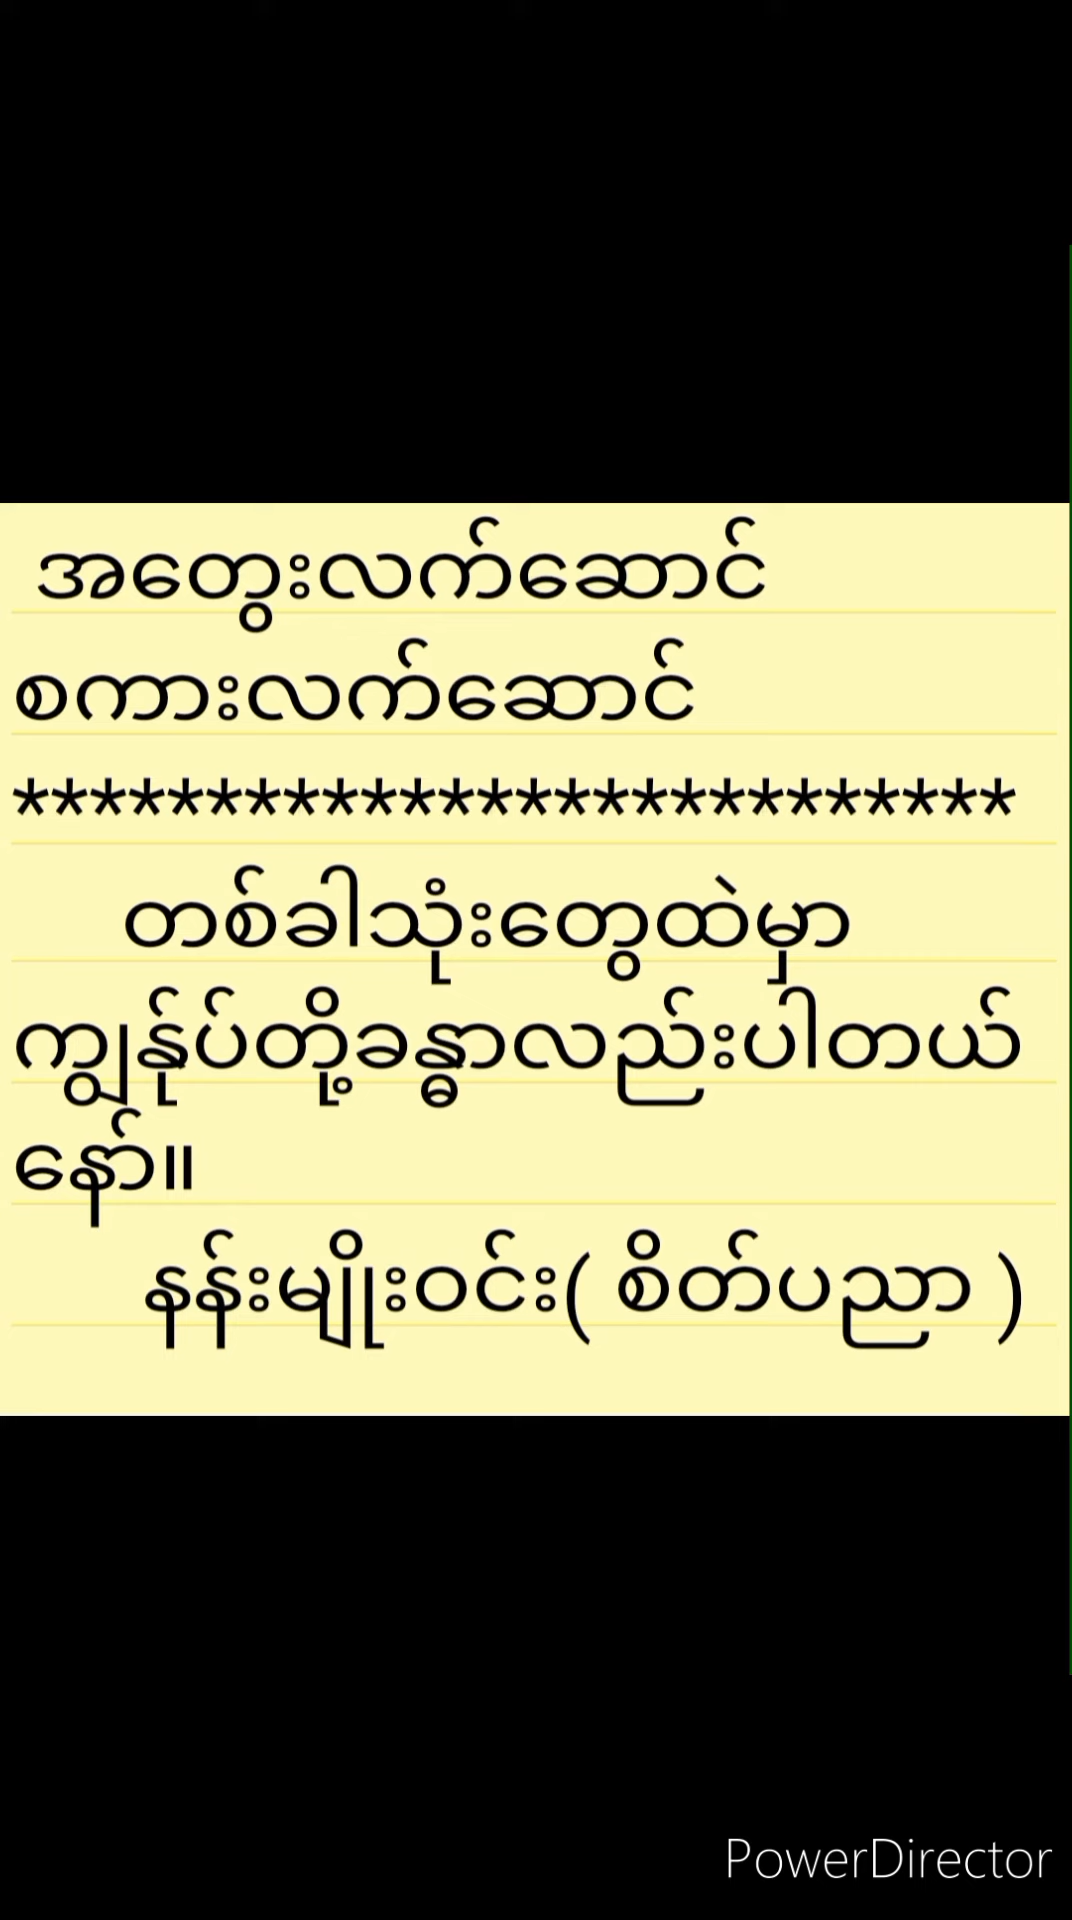 အတွေးလက်ဆောင်
စကားလက်ဆောင်
**************************
တစ်ခါသုံးတွေထဲမှာ
ကျွန်ုပ်တို့ခန္ဓာလည်းပါတယ်
နော်။
နန်းမျိုးဝင်း( စိတ်ပညာ )
PowerDirector